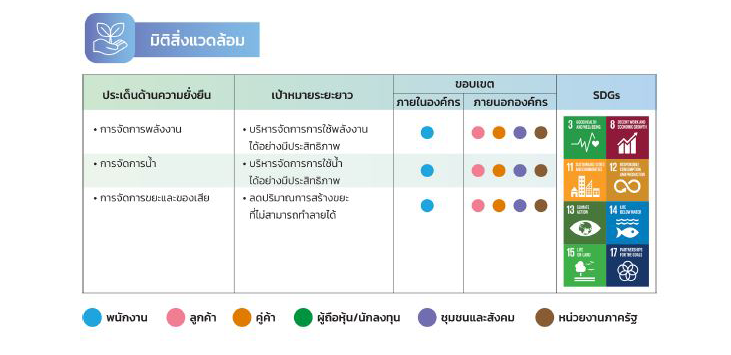 มิติสิ่งแวดล้อม
ประเด็นด้านความยั่งยืน
เป้าหมายระยะยาว
ขอบเขต
ภายในองค์กร
ภายนอกองค์กร
SDGs
• การจัดการพลังงาน
• บริหารจัดการการใช้พลังงาน
ได้อย่างมีประสิทธิภาพ
• การจัดการน้ำ
• บริหารจัดการการใช้น้ำ
ได้อย่างมีประสิทธิภาพ
• การจัดการขยะและของเสีย
• ลดปริมาณการสร้างขยะ
ที่ไม่สามารถทำลายได้
3 GOOD HEALTH
AND WELL-BEING
8 DECENT WORK AND
ECONOMIC GROWTH
11 SUSTAINABLE CITIES
AND COMMUNITIES
12 RESPONSIBLE
CONSUMPTION
AND PRODUCTION
13 CLIMATE
ACTION
14 LIFE
BELOW WATER
15 LIFE
ON LAND
17 PARTNERSHIPS
FOR THE GOALS
พนักงาน
ลูกค้า
คู่ค้า
ผู้ถือหุ้น/นักลงทุน
ชุมชนและสังคม
หน่วยงานภาครัฐ